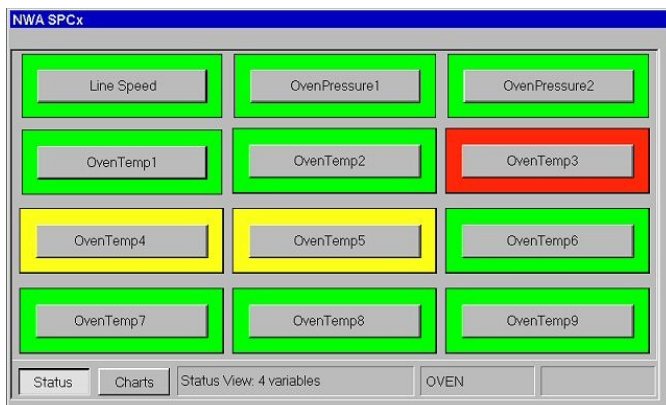 NWA SPCx
Line Speed
OvenPressure1
OvenPressure2
OvenTemp1
OvenTemp2
OvenTemp3
OvenTemp4
OvenTemp5
OvenTemp6
OvenTemp7
OvenTemp8
OvenTemp9
Status
Charts
Status View: 4 variables
OVEN